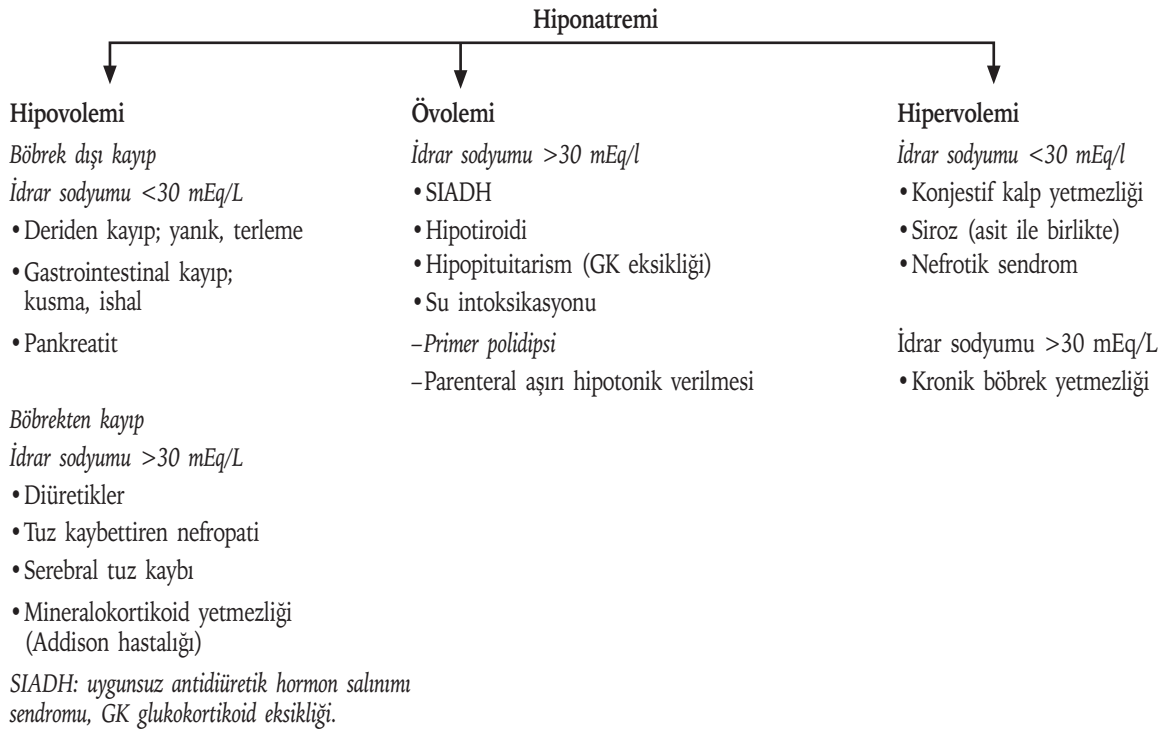 Hiponatremi
Hipovolemi
Böbrek dışı kayıp
İdrar sodyumu <30 mEq/L
•Deriden kayıp; yanık, terleme
•Gastrointestinal kayıp;
kusma, ishal
•Pankreatit
Böbrekten kayıp
İdrar sodyumu >30 mEq/L
•Diüretikler
•Tuz kaybettiren nefropati
•Serebral tuz kaybı
•Mineralokortikoid yetmezliği
(Addison hastalığı)
SIADH: uygunsuz antidiüretik hormon salınımı
sendromu, GK glukokortikoid eksikliği.
Övolemi
İdrar sodyumu >30 mEq/l
•SIADH
•Hipotiroidi
•Hipopituitarism (GK eksikliği)
•Su intoksikasyonu
–Primer polidipsi
–Parenteral aşırı hipotonik verilmesi
Hipervolemi
İdrar sodyumu <30 mEq/l
•Konjestif kalp yetmezliği
•Siroz (asit ile birlikte)
•Nefrotik sendrom
İdrar sodyumu >30 mEq/L
•Kronik böbrek yetmezliği